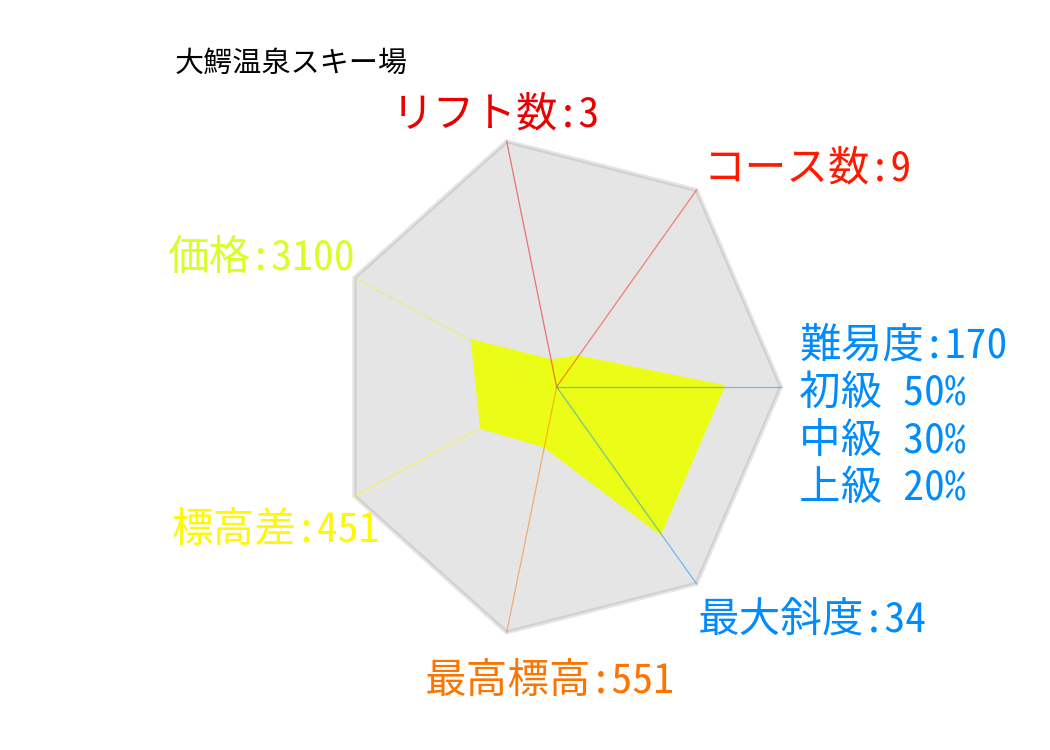 大鰐温泉スキー場
リフト数:3
コース数:9
価格:3100
難易度:170
初級 50%
中級 30%
上級 20%
標高差:451
最大斜度:34
最高標高:551